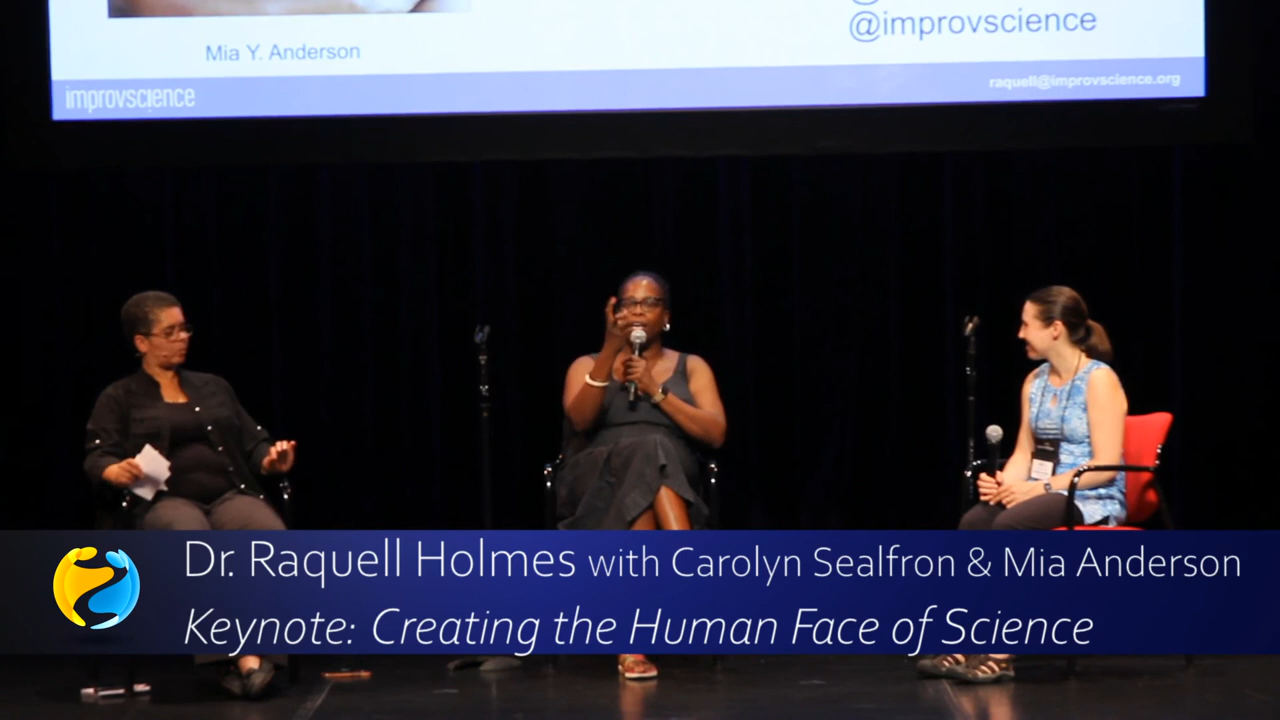 @improvscience
Mia Y. Anderson
improvscience
raquell@improvscience.org
Dr. Raquell Holmes with Carolyn Sealfron & Mia Anderson
Keynote: Creating the Human Face of Science